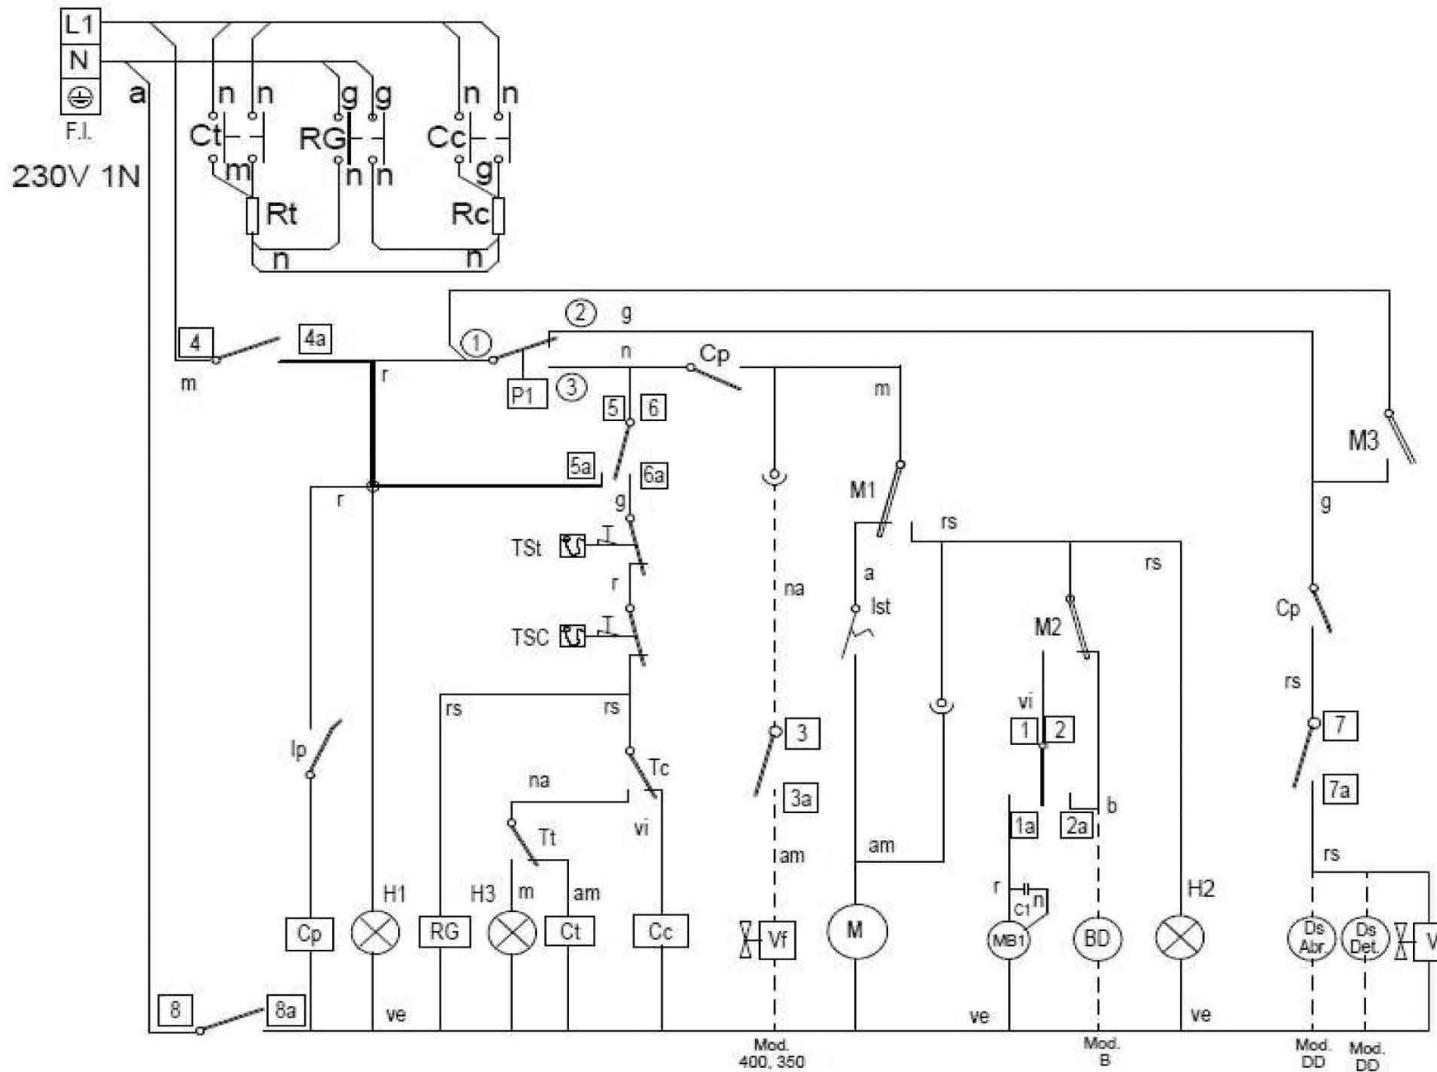 L1
N
a n n g g n n
F.I. Ct RG Cc
230V 1N m n n g
Rt Rc
n n
2 g
4 4a 1 n Cp
m r P1 3 m
5 6 M3
5a 6a M1
r g rs g
TSt a rs
r na Ist Cp
TSC M2
rs rs vi rs
1 2
Ip 3 7
na Tc
3a 1a 2a b 7a
Tt vi
am am rs
H1 H3 m am r C1 n H2
Cp RG Ct Cc Vf M MB1 BD Ds Abr. Ds Det. V
8 8a ve ve ve
Mod. 400, 350
Mod. B
Mod. DD
Mod. DD